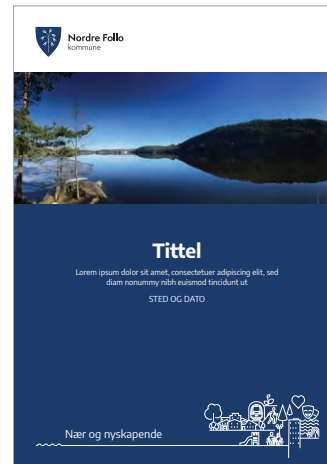 Nordre Follo
kommune
Tittel
Lorem ipsum dolor sit amet, consectetuer adipiscing elit, sed
diam nonummy nibh euismod tincidunt ut
STED OG DATO
Nær og nyskapende